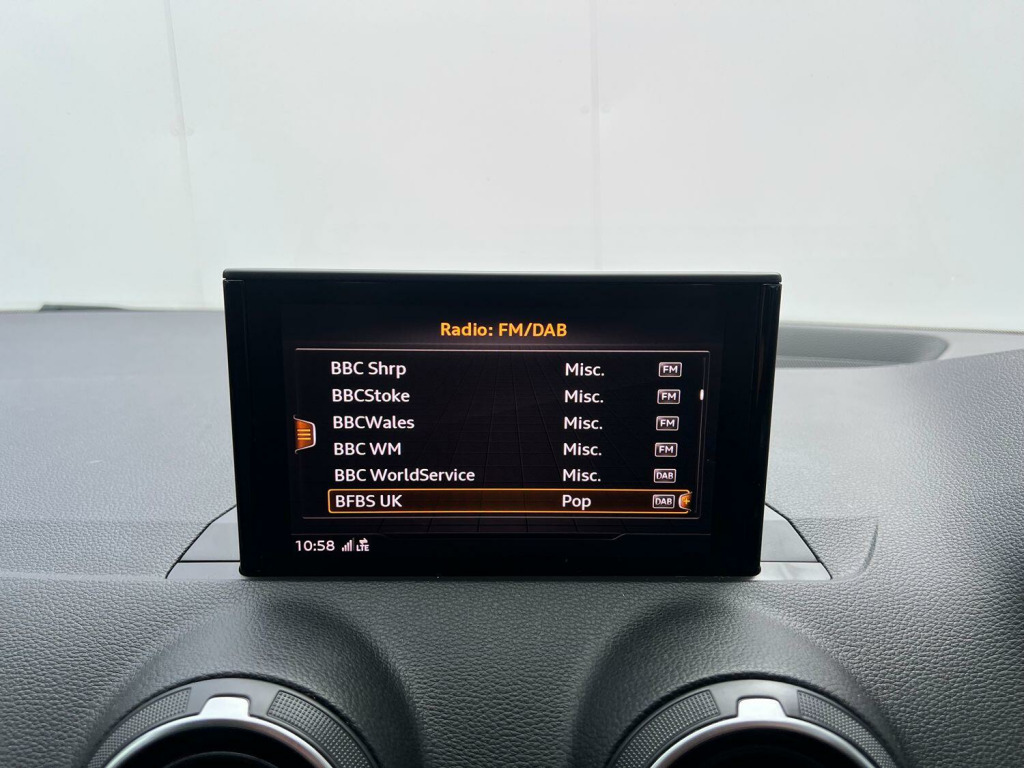 Radio: FM/DAB
BBC Shrp Misc. FM
BBCStoke Misc. FM
BBCWales Misc. FM
BBC WM Misc. FM
BBC WorldService Misc. DAB
BFBS UK Pop DAB +
10:58 LTE